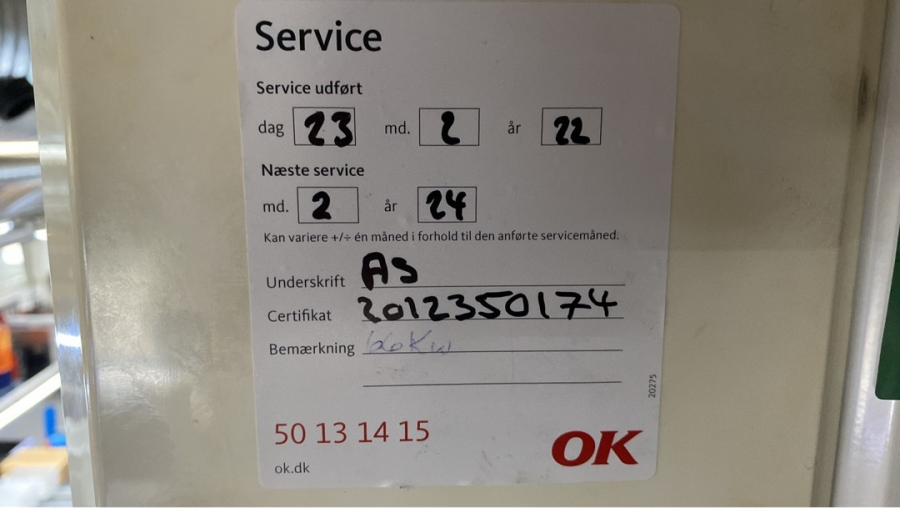 Service
Service udført
dag 23 md. 2 år 22
Næste service
md. 2 år 24
Kan variere +/÷ én måned i forhold til den anførte servicemåned.
Underskrift AS
Certifikat 2012350174
Bemærkning
20275
50 13 14 15
ok.dk
OK